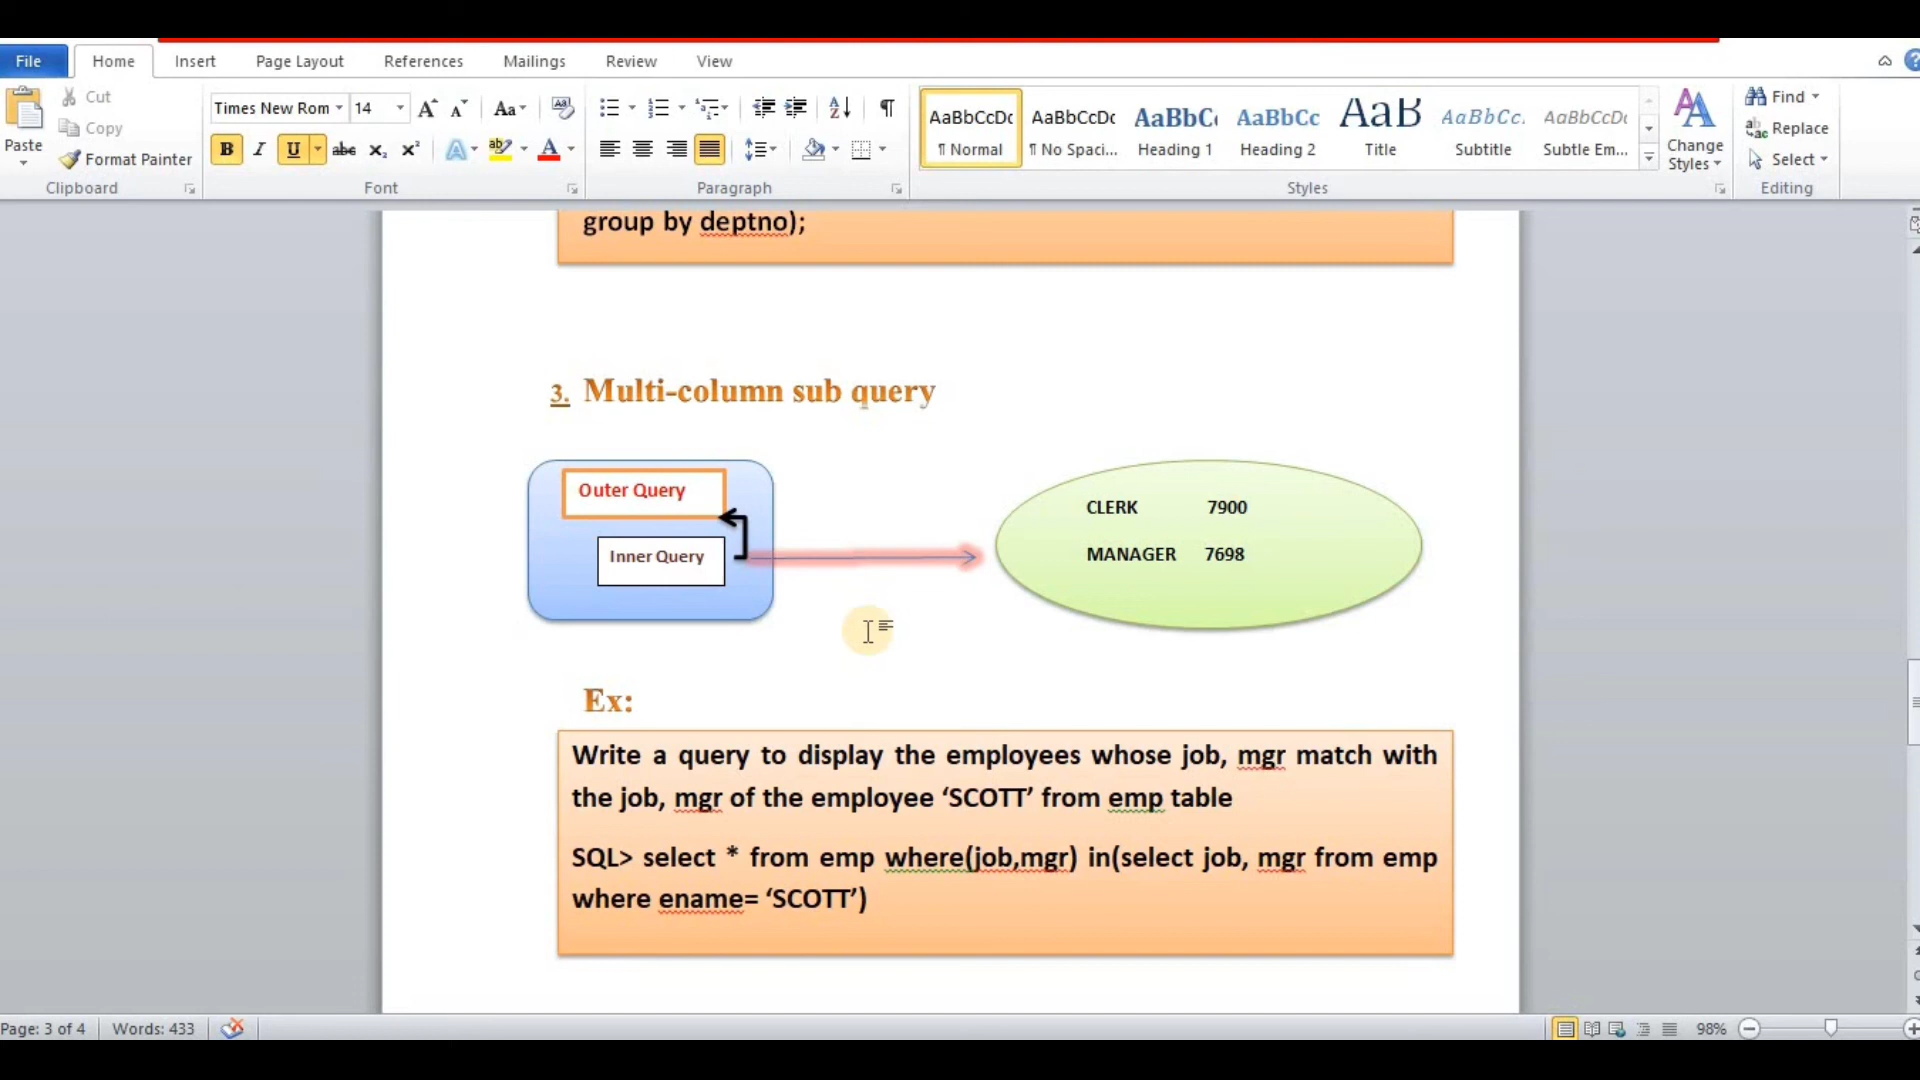 File Home Insert Page Layout References Mailings Review View
Cut
Times New Rom 14
AaBbCcDc AaBbCcDc AaBbC AaBbCc AaB AaBbCc. AaBbCcDc
Find
Copy
Replace
Paste
Format Painter
¶ Normal ¶ No Spaci... Heading 1 Heading 2 Title Subtitle Subtle Em...
Change
Styles
Select
Clipboard Font Paragraph Styles Editing
group by deptno);
3. Multi-column sub query
Outer Query
Inner Query
CLERK 7900
MANAGER 7698
Ex:
Write a query to display the employees whose job, mgr match with
the job, mgr of the employee ‘SCOTT’ from emp table
SQL> select * from emp where(job,mgr) in(select job, mgr from emp
where ename= ‘SCOTT’)
Page: 3 of 4 Words: 433 98%